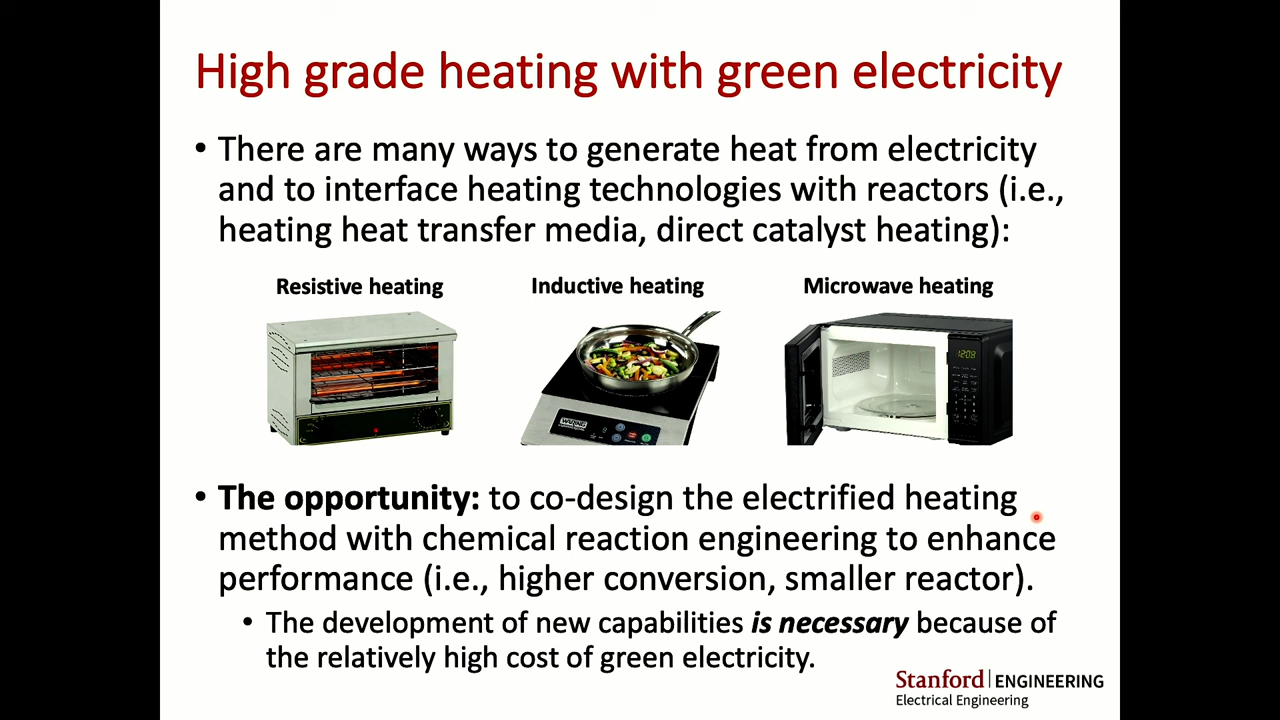 High grade heating with green electricity
• There are many ways to generate heat from electricity
and to interface heating technologies with reactors (i.e.,
heating heat transfer media, direct catalyst heating):
Resistive heating
Inductive heating
Microwave heating
WARING
12:08
• The opportunity: to co-design the electrified heating
method with chemical reaction engineering to enhance
performance (i.e., higher conversion, smaller reactor).
• The development of new capabilities is necessary because of
the relatively high cost of green electricity.
Stanford | ENGINEERING
Electrical Engineering